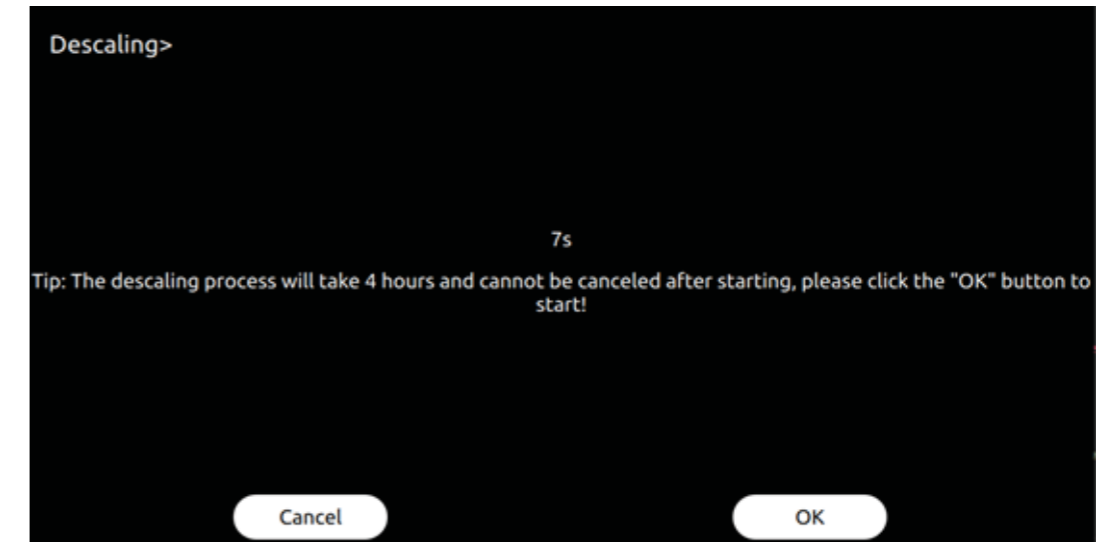 Descaling>
7s
Tip: The descaling process will take 4 hours and cannot be canceled after starting, please click the "OK" button to
start!
Cancel
OK